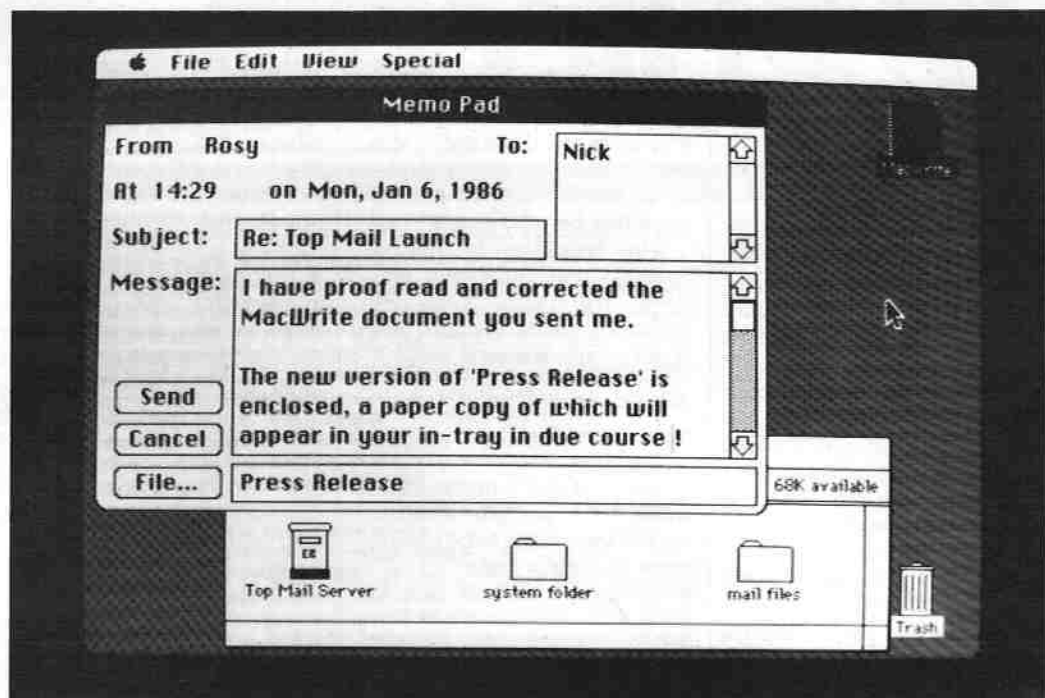 File Edit View Special
Memo Pad
From Rosy To: Nick
At 14:29 on Mon, Jan 6, 1986
Subject: Re: Top Mail Launch
Message: I have proof read and corrected the
MacWrite document you sent me.
The new version of 'Press Release' is
enclosed, a paper copy of which will
appear in your in-tray in due course !
Send
Cancel
File... Press Release
68K available
ER
Top Mail Server
system folder
mail files
Trash